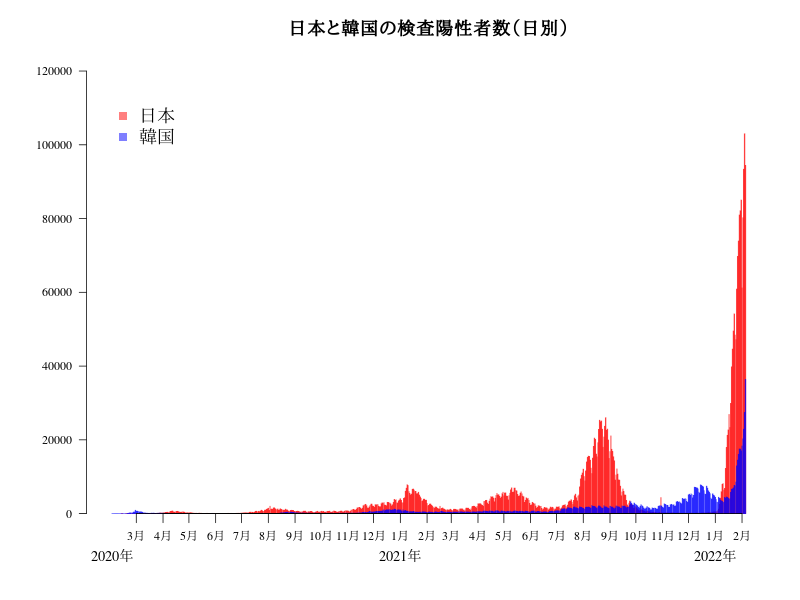 日本と韓国の検査陽性者数（日別）
120000
100000
80000
60000
40000
20000
0
日本
韓国
3月 4月 5月 6月 7月 8月 9月 10月 11月 12月 1月 2月 3月 4月 5月 6月 7月 8月 9月 10月 11月 12月 1月 2月
2020年 2021年 2022年